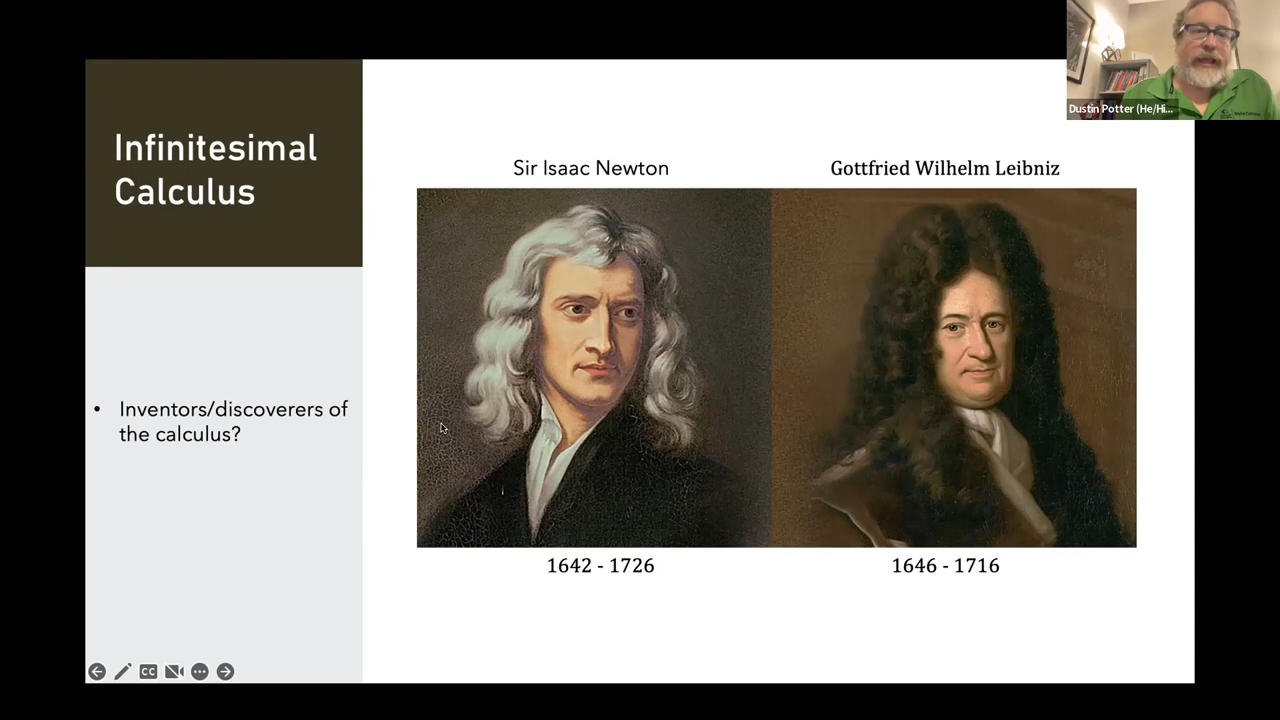 Infinitesimal
Calculus
• Inventors/discoverers of
the calculus?
Sir Isaac Newton
Gottfried Wilhelm Leibniz
1642 - 1726
1646 - 1716
CC
Dustin Potter (He/Hi...